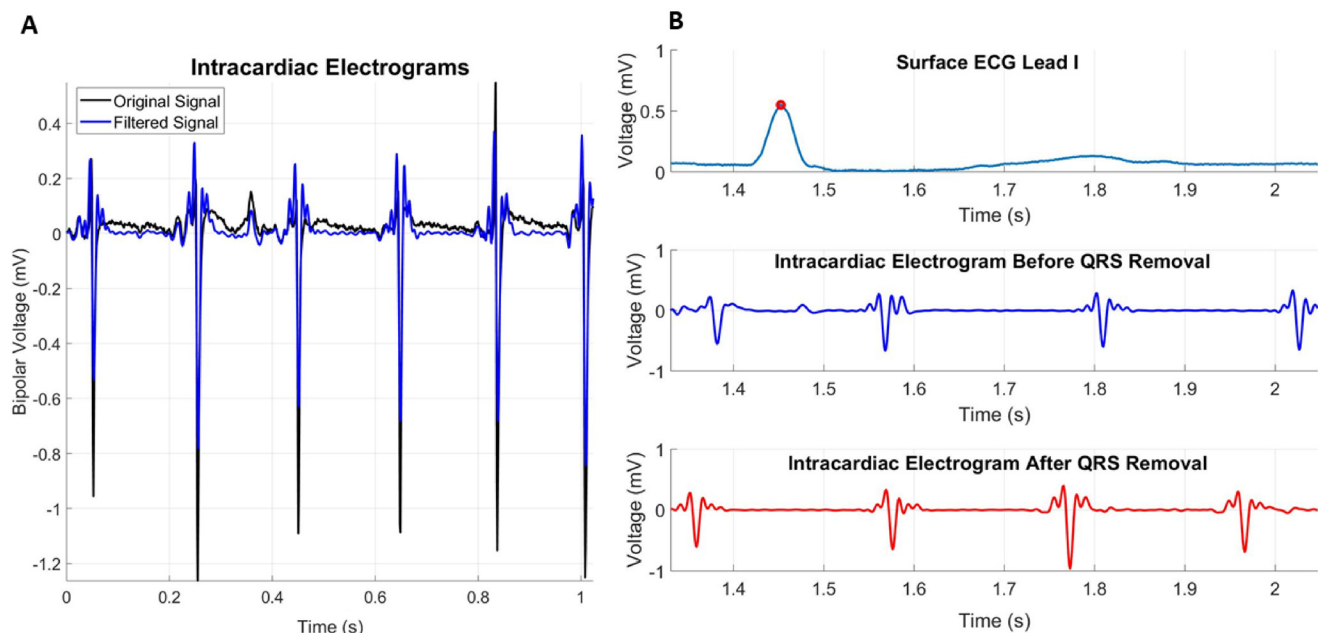 A
Intracardiac Electrograms
Original Signal
Filtered Signal
0.4
0.2
0
-0.2
-0.4
-0.6
-0.8
-1
-1.2
Bipolar Voltage (mV)
0 0.2 0.4 0.6 0.8 1
Time (s)
B
Surface ECG Lead I
1
0.5
0
Voltage (mV)
1.4 1.5 1.6 1.7 1.8 1.9 2
Time (s)
Intracardiac Electrogram Before QRS Removal
1
0
-1
Voltage (mV)
1.4 1.5 1.6 1.7 1.8 1.9 2
Time (s)
Intracardiac Electrogram After QRS Removal
1
0
-1
Voltage (mV)
1.4 1.5 1.6 1.7 1.8 1.9 2
Time (s)